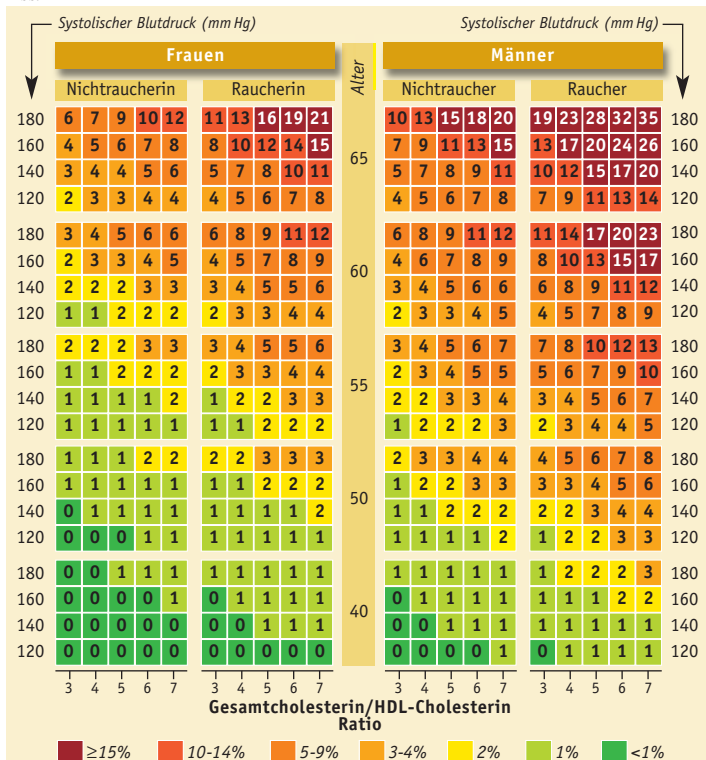 Systolischer Blutdruck (mm Hg) Systolischer Blutdruck (mm Hg)
Frauen Alter Männer
Nichtraucherin Raucherin Nichtraucher Raucher
180 6 7 9 10 12 11 13 16 19 21 10 13 15 18 20 19 23 28 32 35 180
160 4 5 6 7 8 8 10 12 14 15 7 9 11 13 15 13 17 20 24 26 160
65
140 3 4 4 5 6 5 7 8 10 11 5 7 8 9 11 10 12 15 17 20 140
120 2 3 3 4 4 4 5 6 7 8 4 5 6 7 8 7 9 11 13 14 120
180 3 4 5 6 6 6 8 9 11 12 6 8 9 11 12 11 14 17 20 23 180
160 2 3 3 4 5 4 5 7 8 9 4 5 7 8 9 8 10 13 15 17 160
60
140 2 2 2 3 3 3 4 5 5 6 3 4 5 6 6 6 8 9 11 12 140
120 1 1 2 2 2 2 3 3 4 4 2 3 3 4 5 4 5 7 8 9 120
180 2 2 2 3 3 3 4 5 5 6 3 4 5 6 7 7 8 10 12 13 180
160 1 1 2 2 2 2 3 3 4 4 2 3 4 5 5 5 6 7 9 10 160
55
140 1 1 1 1 2 1 2 2 3 3 2 2 3 3 4 3 4 5 6 7 140
120 1 1 1 1 1 1 1 2 2 2 1 2 2 2 3 2 3 4 4 5 120
180 1 1 1 2 2 2 2 3 3 3 2 3 3 4 4 4 5 6 7 8 180
160 1 1 1 1 1 1 1 2 2 2 1 2 2 3 3 3 3 4 5 6 160
50
140 0 1 1 1 1 1 1 1 1 2 1 1 2 2 2 2 2 3 4 4 140
120 0 0 0 1 1 1 1 1 1 1 1 1 1 1 2 1 2 2 3 3 120
180 0 0 1 1 1 1 1 1 1 1 1 1 1 1 1 1 2 2 2 3 180
160 0 0 0 0 1 0 1 1 1 1 0 1 1 1 1 1 1 1 2 2 160
40
140 0 0 0 0 0 0 0 1 1 1 0 0 1 1 1 1 1 1 1 1 140
120 0 0 0 0 0 0 0 0 0 0 0 0 0 0 1 0 1 1 1 1 120
3 4 5 6 7 3 4 5 6 7 3 4 5 6 7 3 4 5 6 7
Gesamtcholesterin/HDL-Cholesterin
Ratio
≥15% 10-14% 5-9% 3-4% 2% 1% <1%